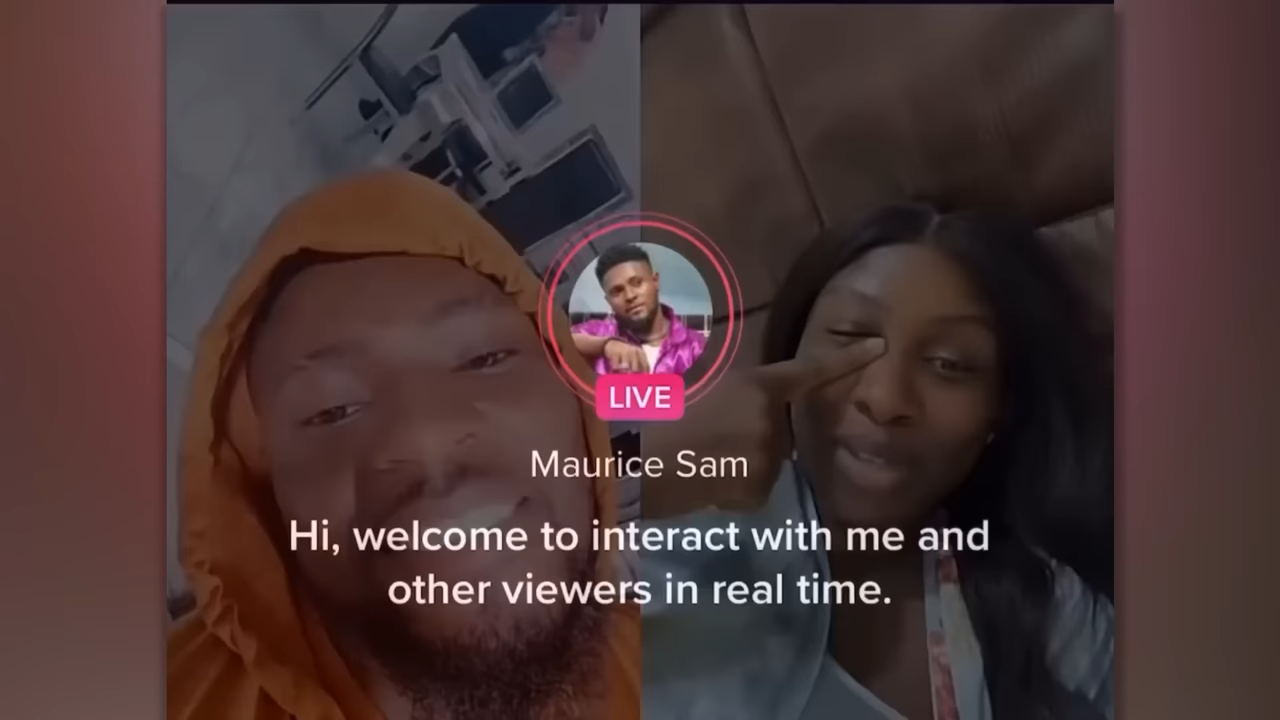 LIVE
Maurice Sam
Hi, welcome to interact with me and
other viewers in real time.